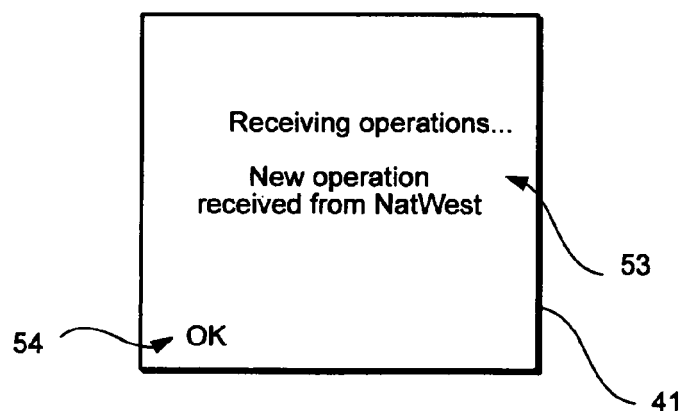 Receiving operations...
New operation
received from NatWest
53
OK
54
41